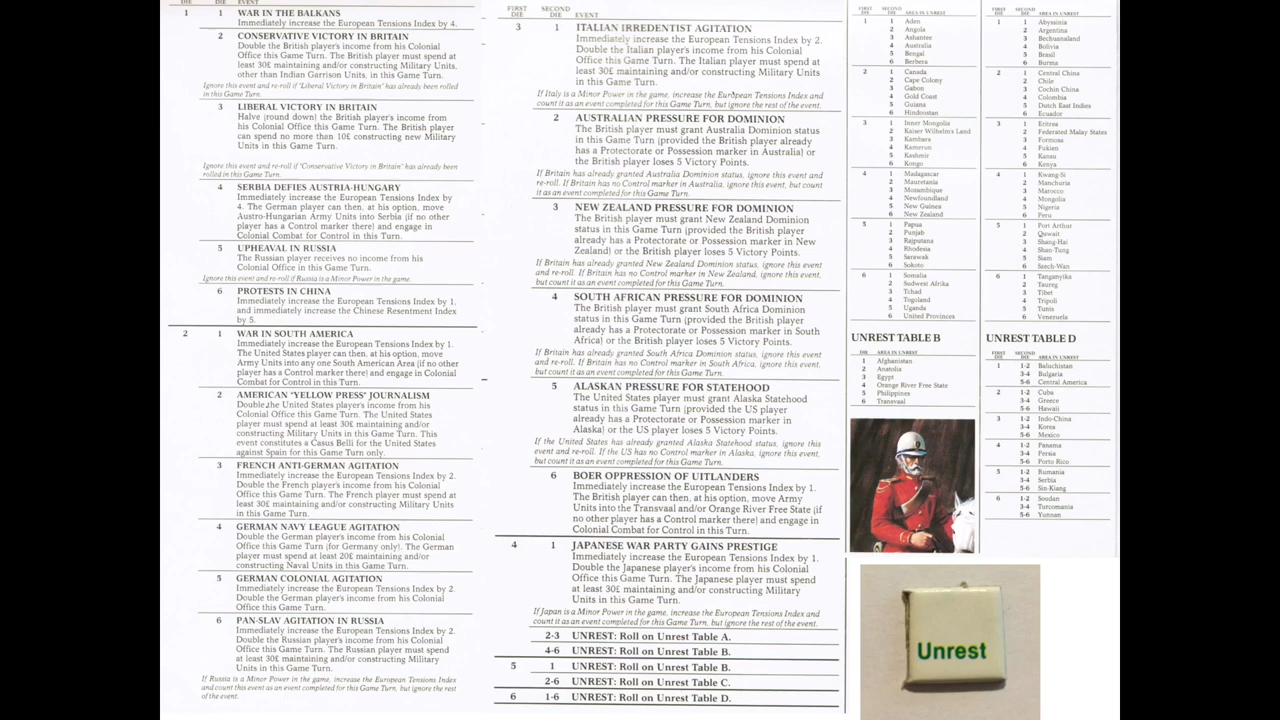 DIE DIE EVENT
1 1 WAR IN THE BALKANS
Immediately increase the European Tensions Index by 4.
2 CONSERVATIVE VICTORY IN BRITAIN
Double the British player's income from his Colonial
Office this Game Turn. The British player must spend at
least 30£ maintaining and/or constructing Military Units,
other than Indian Garrison Units, in this Game Turn.
Ignore this event and re-roll if "Liberal Victory in Britain" has already been rolled
in this Game Turn.
3 LIBERAL VICTORY IN BRITAIN
Halve (round down) the British player's income from
his Colonial Office this Game Turn. The British player
can spend no more than 10£ constructing new Military
Units in this Game Turn.
Ignore this event and re-roll if "Conservative Victory in Britain" has already been
rolled in this Game Turn.
4 SERBIA DEFIES AUSTRIA-HUNGARY
Immediately increase the European Tensions Index by
4. The German player can then, at his option, move
Austro-Hungarian Army Units into Serbia (if no other
player has a Control marker there) and engage in
Colonial Combat for Control in this Turn.
5 UPHEAVAL IN RUSSIA
The Russian player receives no income from his
Colonial Office in this Game Turn.
Ignore this event and re-roll if Russia is a Minor Power in the game.
6 PROTESTS IN CHINA
Immediately increase the European Tensions Index by 1,
and immediately increase the Chinese Resentment Index
by 5.
2 1 WAR IN SOUTH AMERICA
Immediately increase the European Tensions Index by 1.
The United States player can then, at his option, move
Army Units into any one South American Area (if no other
player has a Control marker there) and engage in Colonial
Combat for Control in this Turn.
2 AMERICAN "YELLOW PRESS" JOURNALISM
Double the United States player's income from his
Colonial Office this Game Turn. The United States
player must spend at least 10£ maintaining and/or
constructing Military Units in this Game Turn. This
event constitutes a Casus Belli for the United States
against Spain for this Game Turn only.
3 FRENCH ANTI-GERMAN AGITATION
Immediately increase the European Tensions Index by 2.
Double the French player's income from his Colonial
Office this Game Turn. The French player must spend at
least 30£ maintaining and/or constructing Military Units
in this Game Turn.
4 GERMAN NAVY LEAGUE AGITATION
Double the German player's income from his Colonial
Office this Game Turn (for Germany only). The German
player must spend at least 20£ maintaining and/or
constructing Naval Units in this Game Turn.
5 GERMAN COLONIAL AGITATION
Immediately increase the European Tensions Index by 2.
Double the German player's income from his Colonial
Office this Game Turn.
6 PAN-SLAV AGITATION IN RUSSIA
Immediately increase the European Tensions Index by 2.
Double the Russian player's income from his Colonial
Office this Game Turn. The Russian player must spend
at least 30£ maintaining and/or constructing Military
Units in this Game Turn.
If Russia is a Minor Power in the game, increase the European Tensions Index
and count this event as an event completed for this Game Turn, but ignore the rest
of the event.
FIRST SECOND
DIE DIE EVENT
3 1 ITALIAN IRREDENTIST AGITATION
Immediately increase the European Tensions Index by 2.
Double the Italian player's income from his Colonial
Office this Game Turn. The Italian player must spend at
least 30£ maintaining and/or constructing Military Units
in this Game Turn.
If Italy is a Minor Power in the game, increase the European Tensions Index and
count it as an event completed for this Game Turn, but ignore the rest of the event.
2 AUSTRALIAN PRESSURE FOR DOMINION
The British player must grant Australia Dominion status
in this Game Turn (provided the British player already
has a Protectorate or Possession marker in Australia) or
the British player loses 5 Victory Points.
If Britain has already granted Australia Dominion status, ignore this event and
re-roll. If Britain has no Control marker in Australia, ignore this event, but count
it as an event completed for this Game Turn.
3 NEW ZEALAND PRESSURE FOR DOMINION
The British player must grant New Zealand Dominion
status in this Game Turn (provided the British player
already has a Protectorate or Possession marker in New
Zealand) or the British player loses 5 Victory Points.
If Britain has already granted New Zealand Dominion status, ignore this event
and re-roll. If Britain has no Control marker in New Zealand, ignore this event,
but count it as an event completed for this Game Turn.
4 SOUTH AFRICAN PRESSURE FOR DOMINION
The British player must grant South Africa Dominion
status in this Game Turn (provided the British player
already has a Protectorate or Possession marker in South
Africa) or the British player loses 5 Victory Points.
If Britain has already granted South Africa Dominion status, ignore this event
and re-roll. If Britain has no Control marker in South Africa, ignore this event,
but count it as an event completed for this Game Turn.
5 ALASKAN PRESSURE FOR STATEHOOD
The United States player must grant Alaska Statehood
status in this Game Turn (provided the US player
already has a Protectorate or Possession marker in
Alaska) or the US player loses 5 Victory Points.
If the United States has already granted Alaska Statehood status, ignore this
event and re-roll. If the US has no Control marker in Alaska, ignore this event,
but count it as an event completed for this Game Turn.
6 BOER OPPRESSION OF UITLANDERS
Immediately increase the European Tensions Index by 1.
The British player can then, at his option, move Army
Units into the Transvaal and/or Orange River Free State (if
no other player has a Control marker there) and engage in
Colonial Combat for Control in this Turn.
4 1 JAPANESE WAR PARTY GAINS PRESTIGE
Immediately increase the European Tensions Index by 1.
Double the Japanese player's income from his Colonial
Office this Game Turn. The Japanese player must spend
at least 30£ maintaining and/or constructing Military
Units in this Game Turn.
If Japan is a Minor Power in the game, increase the European Tensions Index and
count it as an event completed for this Game Turn, but ignore the rest of the event.
2-3 UNREST: Roll on Unrest Table A.
4-6 UNREST: Roll on Unrest Table B.
5 1 UNREST: Roll on Unrest Table B.
2-6 UNREST: Roll on Unrest Table C.
6 1-6 UNREST: Roll on Unrest Table D.
FIRST SECOND
DIE DIE AREA IN UNREST
1 1 Aden
2 Angola
3 Ashantee
4 Australia
5 Bengal
6 Berbera
2 1 Canada
2 Cape Colony
3 Gabon
4 Gold Coast
5 Guiana
6 Hindoostan
3 1 Inner Mongolia
2 Kaiser Wilhelm's Land
3 Kambara
4 Kamerun
5 Kashmir
6 Kongo
4 1 Madagascar
2 Mauretania
3 Mozambique
4 Newfoundland
5 New Guinea
6 New Zealand
5 1 Papua
2 Punjab
3 Rajputana
4 Rhodesia
5 Sarawak
6 Sokoto
6 1 Somalia
2 Sudwest Afrika
3 Tchad
4 Togoland
5 Uganda
6 United Provinces
UNREST TABLE B
DIE AREA IN UNREST
1 Afghanistan
2 Anatolia
3 Egypt
4 Orange River Free State
5 Philippines
6 Transvaal
FIRST SECOND
DIE DIE AREA IN UNREST
1 1 Abyssinia
2 Argentina
3 Bechuanaland
4 Bolivia
5 Brasil
6 Burma
2 1 Central China
2 Chile
3 Cochin China
4 Colombia
5 Dutch East Indies
6 Ecuador
3 1 Eritrea
2 Federated Malay States
3 Formosa
4 Fukien
5 Kansu
6 Kenya
4 1 Kwang-Si
2 Manchuria
3 Marocco
4 Mongolia
5 Nigeria
6 Peru
5 1 Port Arthur
2 Quwait
3 Shang-Hai
4 Shan-Tung
5 Siam
6 Szech-Wan
6 1 Tanganyika
2 Taureg
3 Tibet
4 Tripoli
5 Tunis
6 Venezuela
UNREST TABLE D
FIRST SECOND
DIE DIE AREA IN UNREST
1 1-2 Baluchistan
3-4 Bulgaria
5-6 Central America
2 1-2 Cuba
3-4 Greece
5-6 Hawaii
3 1-2 Indo-China
3-4 Korea
5-6 Mexico
4 1-2 Panama
3-4 Persia
5-6 Porto Rico
5 1-2 Rumania
3-4 Serbia
5-6 Sin-Kiang
6 1-2 Soudan
3-4 Turcomania
5-6 Yunnan
Unrest